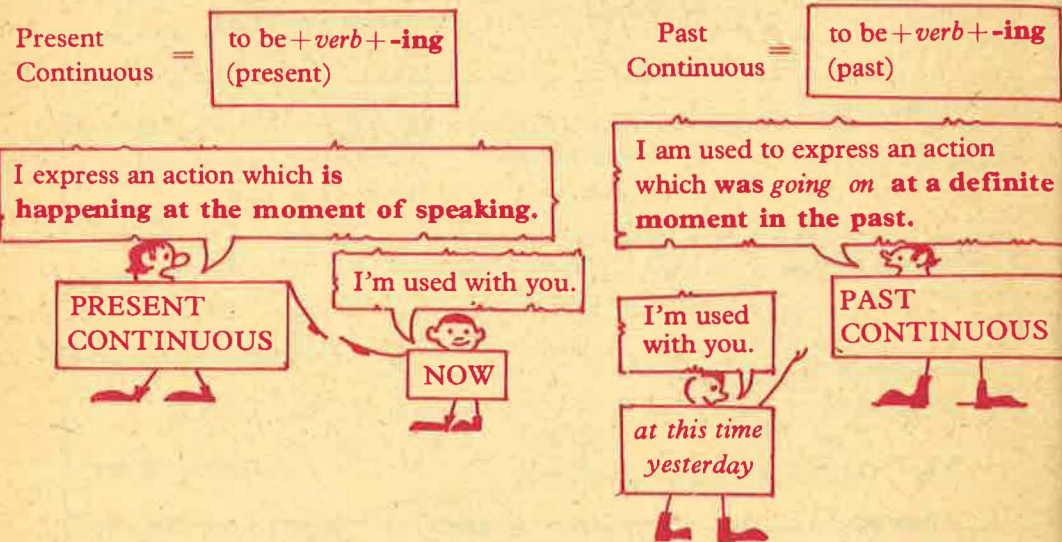 Present
Continuous
=
to be + verb + -ing
(present)
I express an action which is
happening at the moment of speaking.
PRESENT
CONTINUOUS
I'm used with you.
NOW
Past
Continuous
=
to be + verb + -ing
(past)
I am used to express an action
which was going on at a definite
moment in the past.
PAST
CONTINUOUS
I'm used
with you.
at this time
yesterday